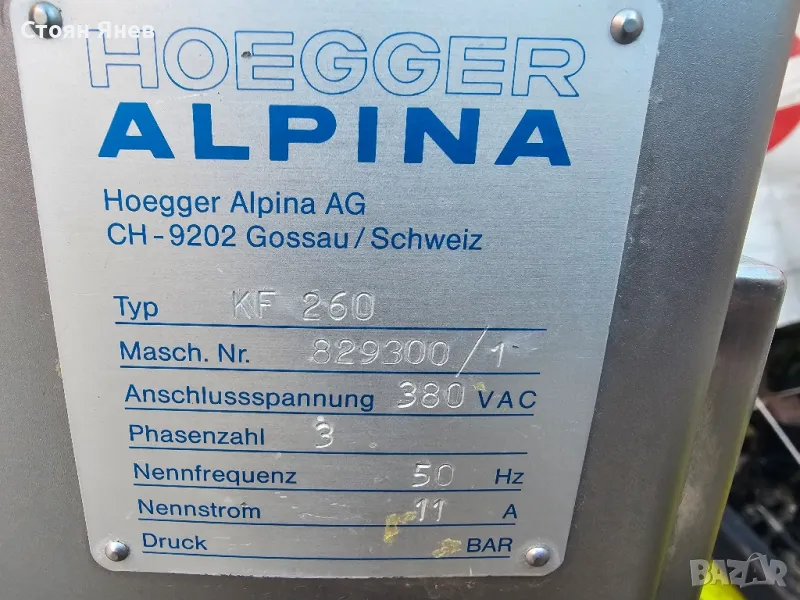 Стоян Янев
HOEGGER
ALPINA
Hoegger Alpina AG
CH-9202 Gossau/Schweiz
Typ KF 260
Masch. Nr. 829300/1
Anschlussspannung 380 VAC
Phasenzahl 3
Nennfrequenz 50 Hz
Nennstrom 11 A
Druck BAR
BAZAR